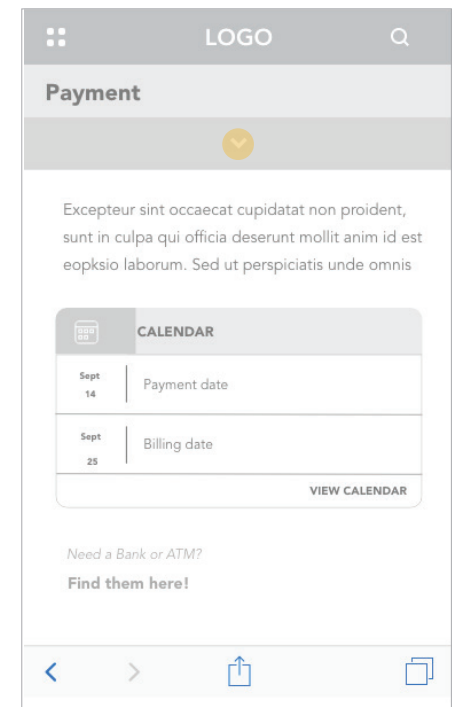 LOGO
Payment
Excepteur sint occaecat cupidatat non proident,
sunt in culpa qui officia deserunt mollit anim id est
eopksio laborum. Sed ut perspiciatis unde omnis
CALENDAR
Sept
14
Payment date
Sept
25
Billing date
VIEW CALENDAR
Need a Bank or ATM?
Find them here!